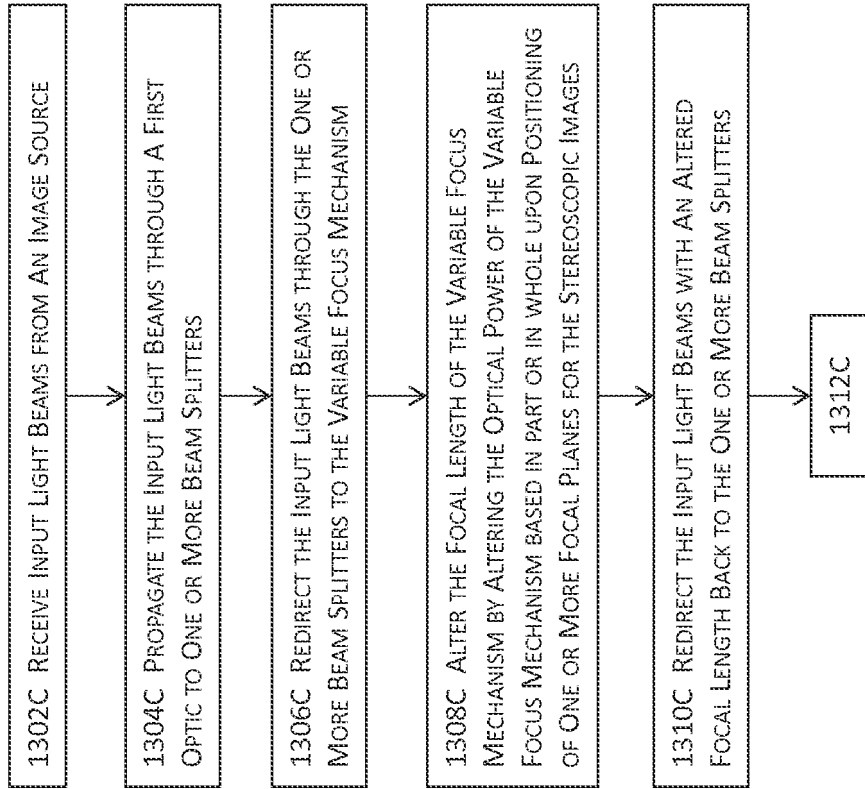 1302C RECEIVE INPUT LIGHT BEAMS FROM AN IMAGE SOURCE
1304C PROPAGATE THE INPUT LIGHT BEAMS THROUGH A FIRST
OPTIC TO ONE OR MORE BEAM SPLITTERS
1306C REDIRECT THE INPUT LIGHT BEAMS THROUGH THE ONE OR
MORE BEAM SPLITTERS TO THE VARIABLE FOCUS MECHANISM
1308C ALTER THE FOCAL LENGTH OF THE VARIABLE FOCUS
MECHANISM BY ALTERING THE OPTICAL POWER OF THE VARIABLE
FOCUS MECHANISM BASED IN PART OR IN WHOLE UPON POSITIONING
OF ONE OR MORE FOCAL PLANES FOR THE STEREOSCOPIC IMAGES
1310C REDIRECT THE INPUT LIGHT BEAMS WITH AN ALTERED
FOCAL LENGTH BACK TO THE ONE OR MORE BEAM SPLITTERS
1312C